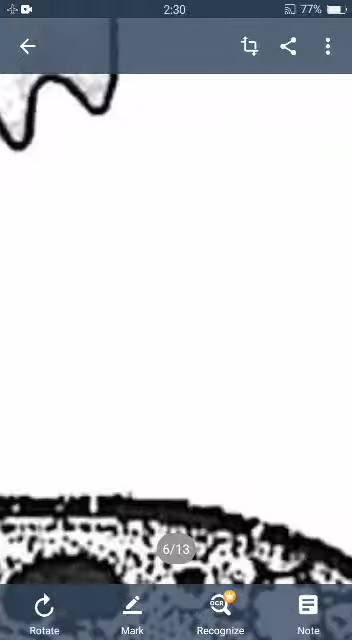 2:30
77%
6/13
OCR
Rotate
Mark
Recognize
Note